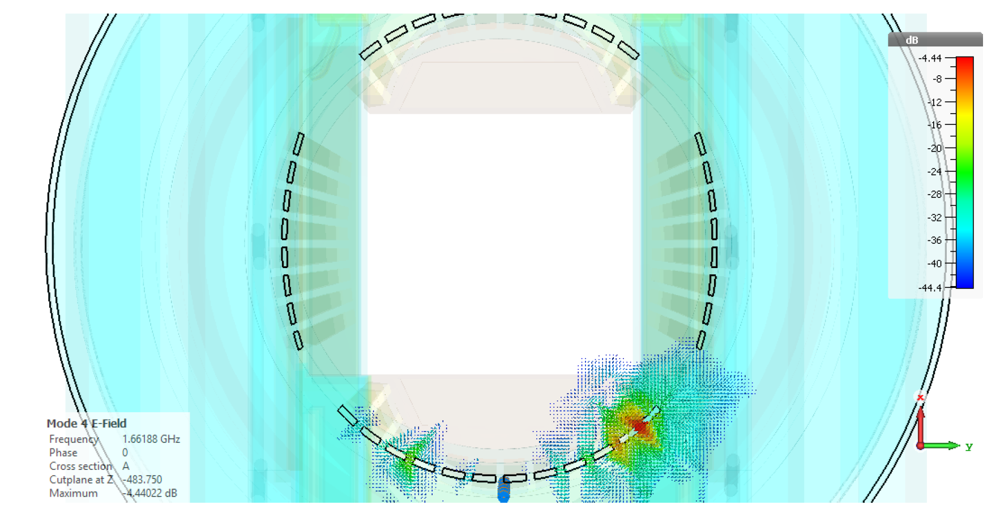 dB
-4.44
-8
-12
-16
-20
-24
-28
-32
-36
-40
-44.4
x
y
Mode 4 E-Field
Frequency 1.66188 GHz
Phase 0
Cross section A
Cutplane at Z -483.750
Maximum -4.44022 dB